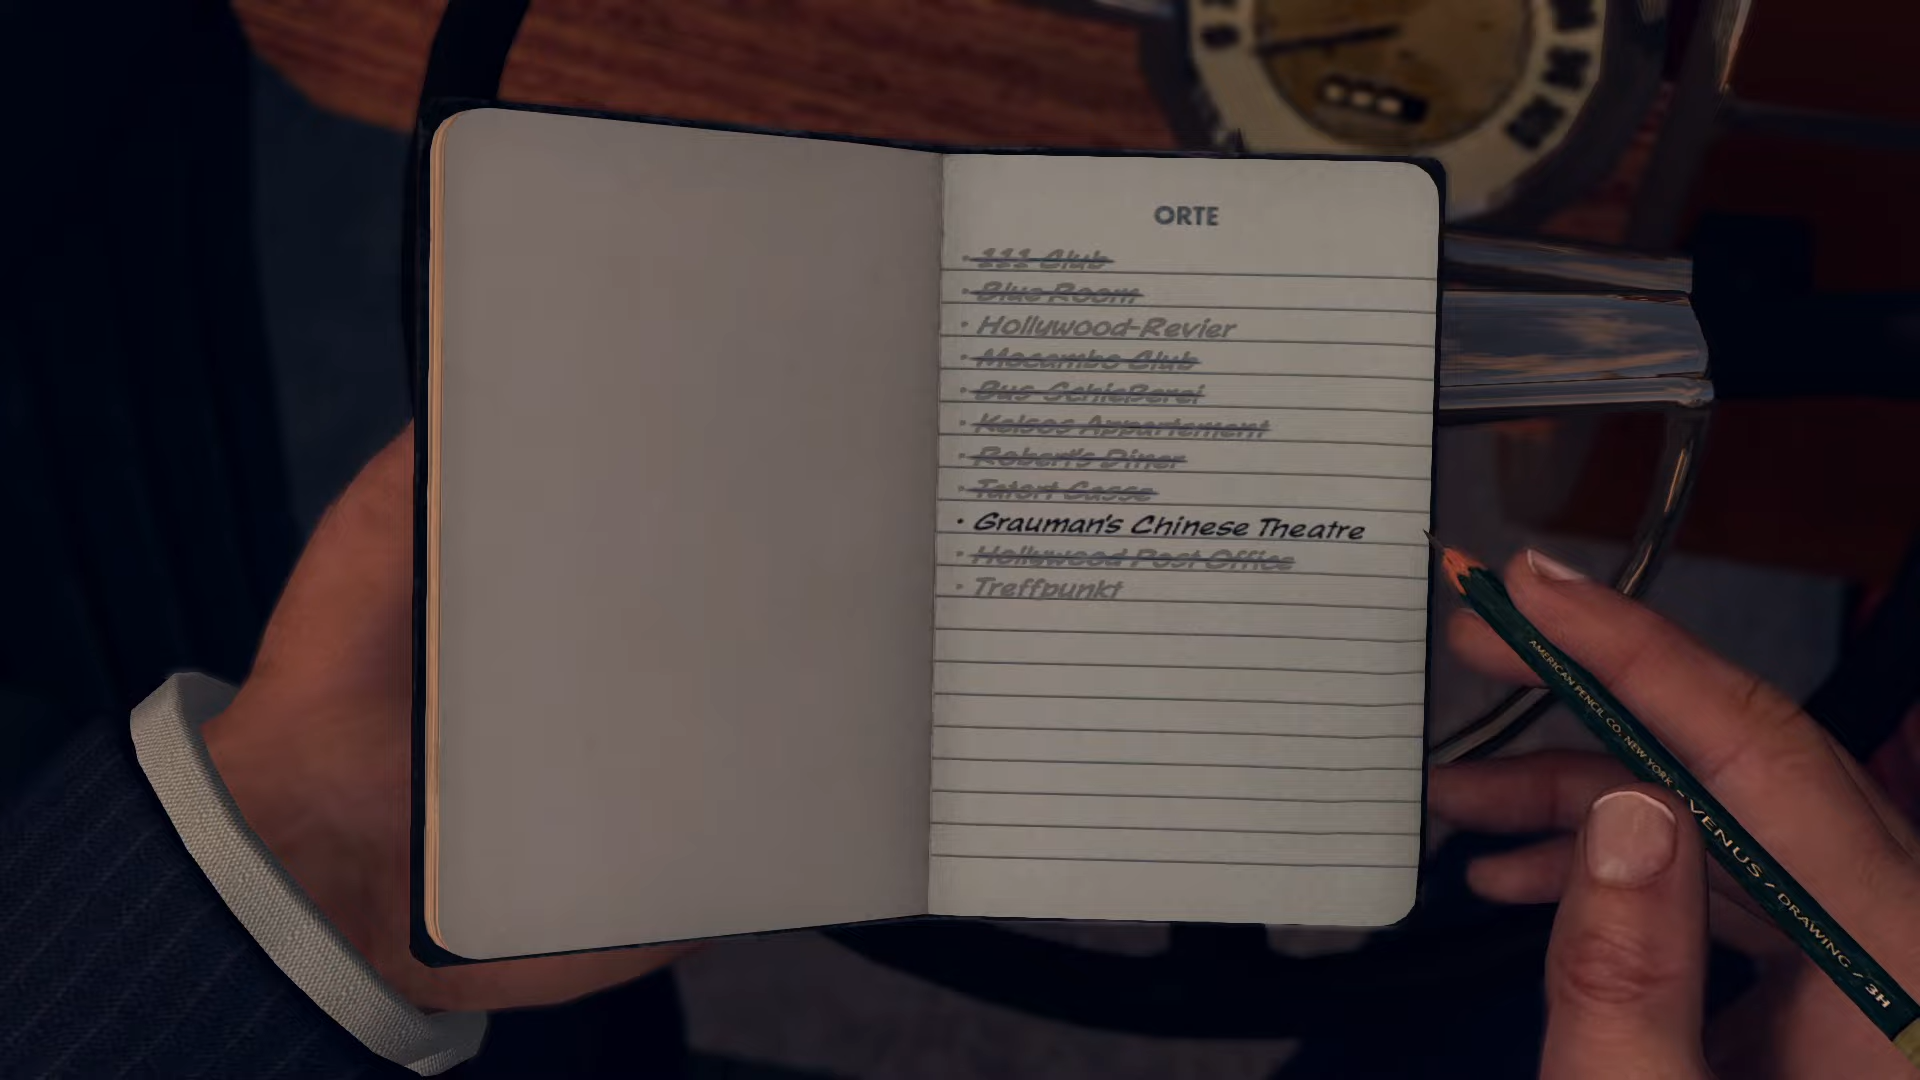 ORTE
· 111 Club
· Blue Room
· Hollywood-Revier
· Mocambo Club
· Bus-Schießerei
· Kelsos Appartement
· Robert's Diner
· Tatort Gasse
· Grauman's Chinese Theatre
· Hollywood Post Office
· Treffpunkt
AMERICAN PENCIL CO. NEW YORK - VENUS / DRAWING / 3H